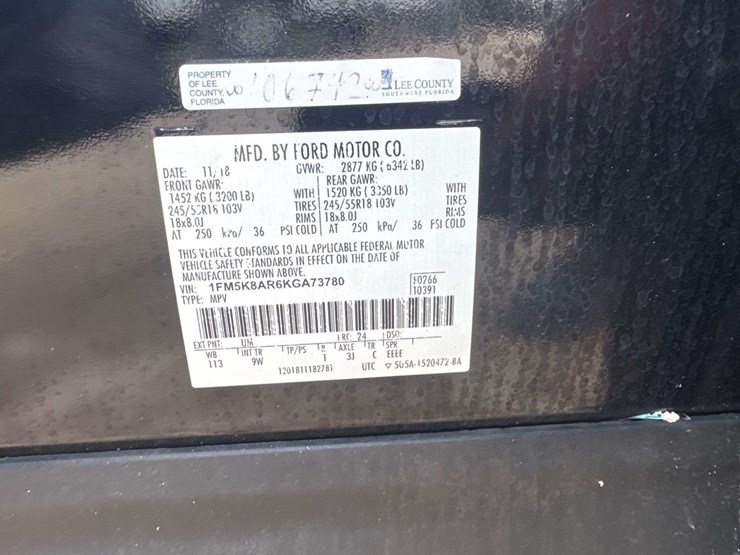 PROPERTY
OF LEE
COUNTY,
FLORIDA
106742
LEE COUNTY
SOUTHWEST FLORIDA
MFD. BY FORD MOTOR CO.
DATE: 11/18 GVWR: 2877 KG ( 6342 LB)
FRONT GAWR: REAR GAWR:
1452 KG ( 3200 LB) WITH 1520 KG ( 3350 LB) WITH
245/55R18 103V TIRES 245/55R18 103V TIRES
18x8.0J RIMS 18x8.0J RIMS
AT 250 kPa/ 36 PSI COLD AT 250 kPa/ 36 PSI COLD
THIS VEHICLE CONFORMS TO ALL APPLICABLE FEDERAL MOTOR
VEHICLE SAFETY STANDARDS IN EFFECT ON THE DATE OF
MANUFACTURE SHOWN ABOVE.
VIN: 1FM5K8AR6KGA73780 F0266
TYPE: MPV 10391
EXT PNT: UM RC: 24 DSO:
WB INT TR TP/PS R AXLE TR SPR
113 9W 1 3J C EEEE
1201811182781 UTC 5U5A-1520472-BA